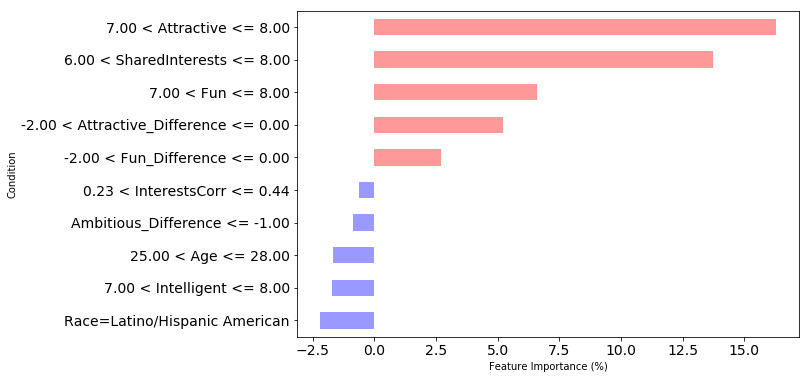 7.00 < Attractive <= 8.00
6.00 < SharedInterests <= 8.00
7.00 < Fun <= 8.00
-2.00 < Attractive_Difference <= 0.00
-2.00 < Fun_Difference <= 0.00
0.23 < InterestsCorr <= 0.44
Ambitious_Difference <= -1.00
25.00 < Age <= 28.00
7.00 < Intelligent <= 8.00
Race=Latino/Hispanic American
Condition
−2.5 0.0 2.5 5.0 7.5 10.0 12.5 15.0
Feature Importance (%)